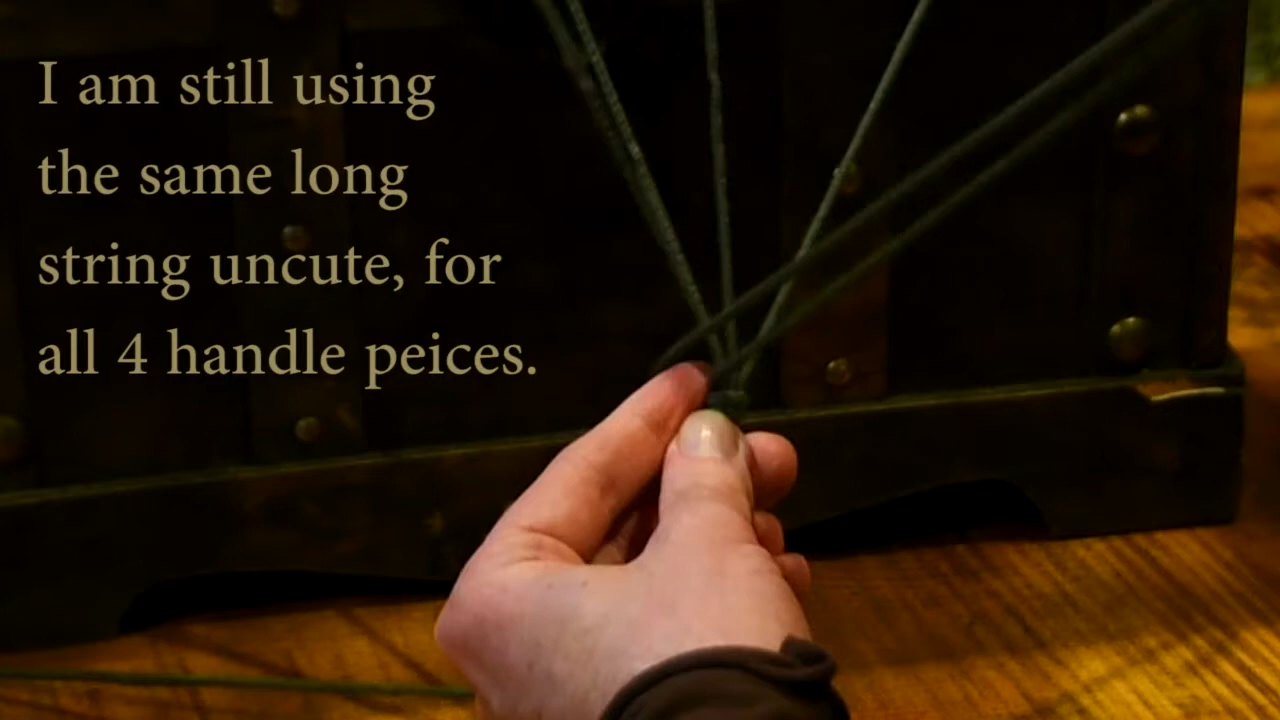 I am still using
the same long
string uncute, for
all 4 handle peices.